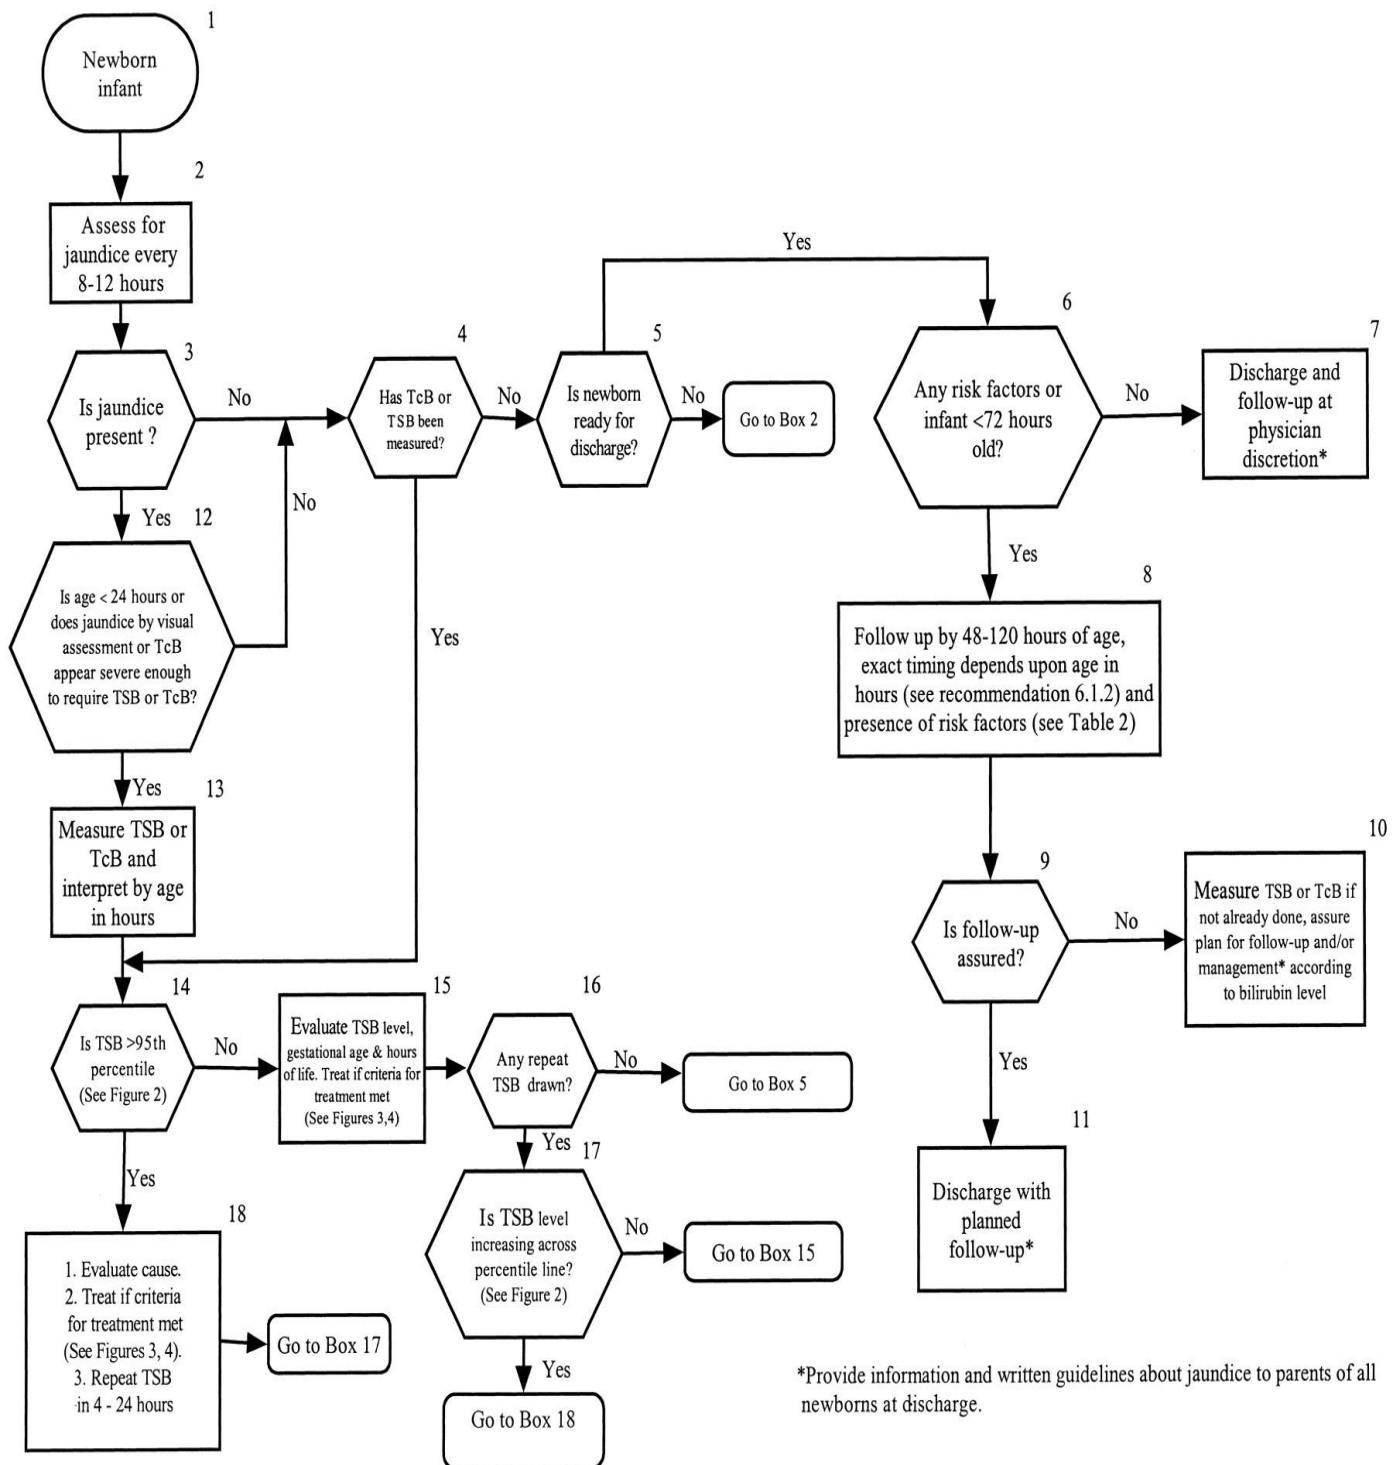 1
Newborn
infant
2
Assess for
jaundice every
8-12 hours
3
Is jaundice
present ?
No
Yes
4
Has TcB or
TSB been
measured?
No
Yes
5
Is newborn
ready for
discharge?
No
Go to Box 2
Yes
6
Any risk factors or
infant <72 hours
old?
No
7
Discharge and
follow-up at
physician
discretion*
Yes
8
Follow up by 48-120 hours of age,
exact timing depends upon age in
hours (see recommendation 6.1.2) and
presence of risk factors (see Table 2)
9
Is follow-up
assured?
No
10
Measure TSB or TcB if
not already done, assure
plan for follow-up and/or
management* according
to bilirubin level
Yes
11
Discharge with
planned
follow-up*
12
Is age < 24 hours or
does jaundice by visual
assessment or TcB
appear severe enough
to require TSB or TcB?
No
Yes
13
Measure TSB or
TcB and
interpret by age
in hours
14
Is TSB >95th
percentile
(See Figure 2)
No
15
Evaluate TSB level,
gestational age & hours
of life. Treat if criteria for
treatment met
(See Figures 3,4)
16
Any repeat
TSB drawn?
No
Go to Box 5
Yes
17
Is TSB level
increasing across
percentile line?
(See Figure 2)
No
Go to Box 15
Yes
Go to Box 18
Yes
18
1. Evaluate cause.
2. Treat if criteria
for treatment met
(See Figures 3, 4).
3. Repeat TSB
in 4 - 24 hours
Go to Box 17
*Provide information and written guidelines about jaundice to parents of all
newborns at discharge.